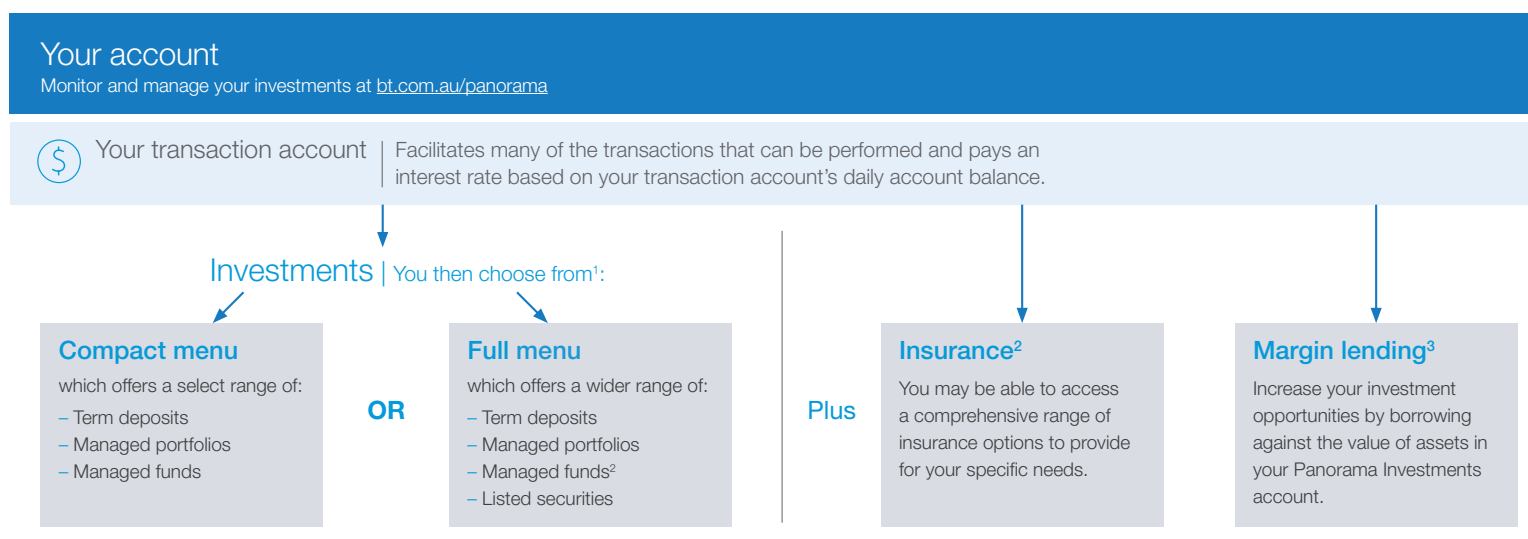 Your account
Monitor and manage your investments at bt.com.au/panorama
$
Your transaction account
Facilitates many of the transactions that can be performed and pays an
interest rate based on your transaction account’s daily account balance.
Investments | You then choose from¹:
Compact menu
which offers a select range of:
– Term deposits
– Managed portfolios
– Managed funds
OR
Full menu
which offers a wider range of:
– Term deposits
– Managed portfolios
– Managed funds²
– Listed securities
Plus
Insurance²
You may be able to access
a comprehensive range of
insurance options to provide
for your specific needs.
Margin lending³
Increase your investment
opportunities by borrowing
against the value of assets in
your Panorama Investments
account.